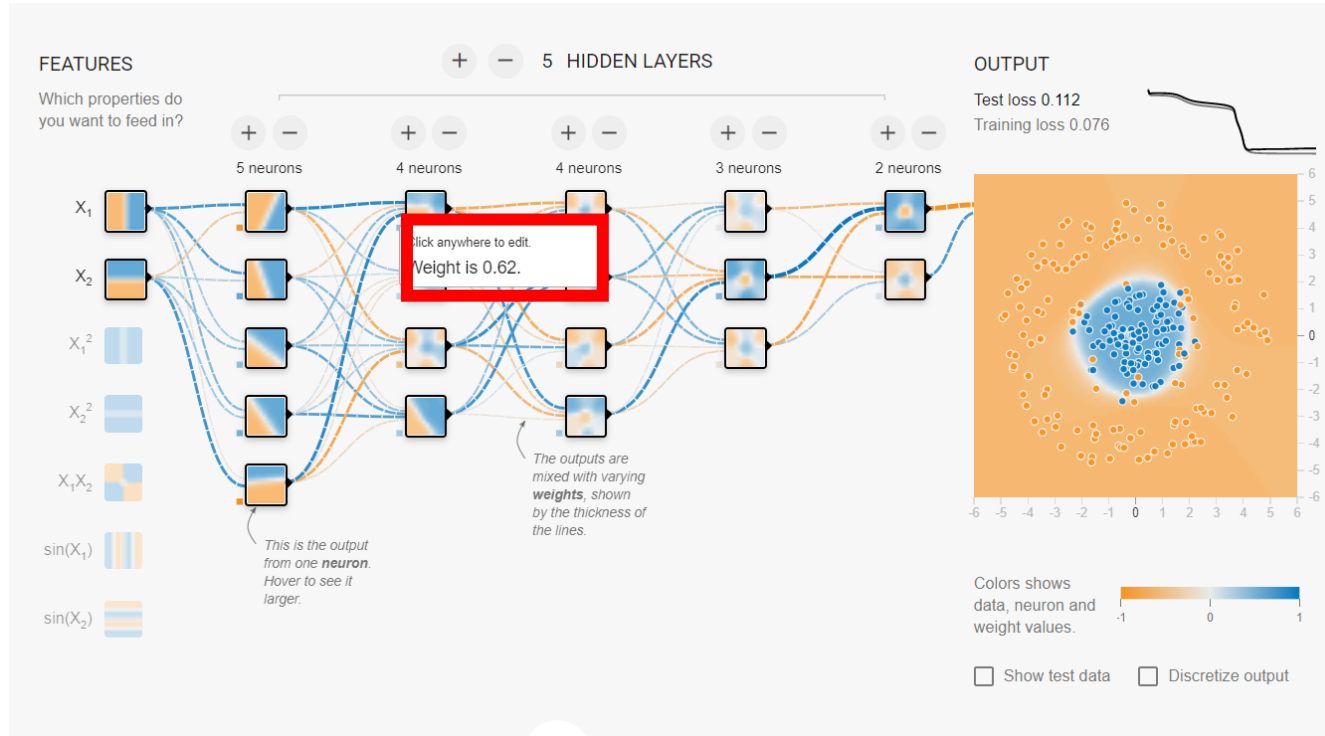 FEATURES
Which properties do
you want to feed in?
+ − 5 HIDDEN LAYERS
+ − + − + − + − + −
5 neurons 4 neurons 4 neurons 3 neurons 2 neurons
X1
X2
X1²
X2²
X1X2
sin(X1)
sin(X2)
Click anywhere to edit.
Weight is 0.62.
The outputs are
mixed with varying
weights, shown
by the thickness of
the lines.
This is the output
from one neuron.
Hover to see it
larger.
OUTPUT
Test loss 0.112
Training loss 0.076
6
5
4
3
2
1
0
-1
-2
-3
-4
-5
-6
-6 -5 -4 -3 -2 -1 0 1 2 3 4 5 6
Colors shows
data, neuron and
weight values.
-1 0 1
Show test data
Discretize output